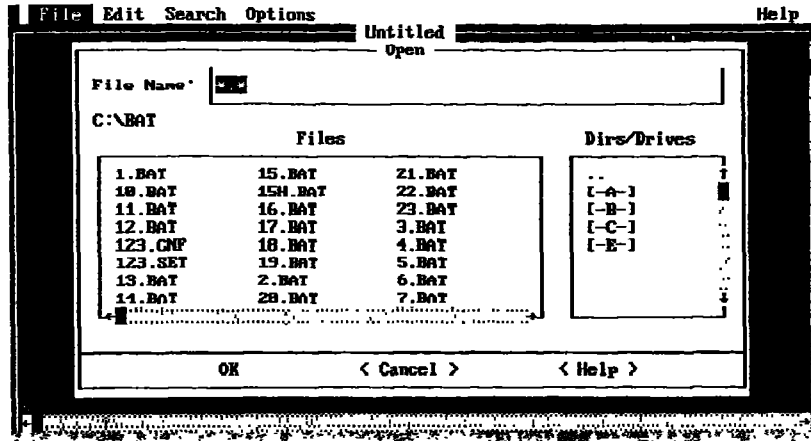 File Edit Search Options Help
Untitled
Open
File Name: *.*
C:\BAT
Files Dirs/Drives
1.BAT 15.BAT 21.BAT ..
10.BAT 15H.BAT 22.BAT [-A-]
11.BAT 16.BAT 23.BAT [-B-]
12.BAT 17.BAT 3.BAT [-C-]
123.CNF 18.BAT 4.BAT [-E-]
123.SET 19.BAT 5.BAT
13.BAT 2.BAT 6.BAT
14.BAT 20.BAT 7.BAT
OK < Cancel > < Help >